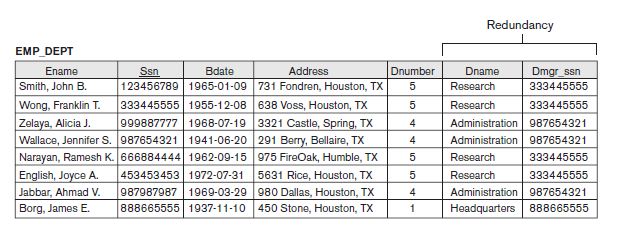 Redundancy
EMP_DEPT
Ename Ssn Bdate Address Dnumber Dname Dmgr_ssn
Smith, John B. 123456789 1965-01-09 731 Fondren, Houston, TX 5 Research 333445555
Wong, Franklin T. 333445555 1955-12-08 638 Voss, Houston, TX 5 Research 333445555
Zelaya, Alicia J. 999887777 1968-07-19 3321 Castle, Spring, TX 4 Administration 987654321
Wallace, Jennifer S. 987654321 1941-06-20 291 Berry, Bellaire, TX 4 Administration 987654321
Narayan, Ramesh K. 666884444 1962-09-15 975 FireOak, Humble, TX 5 Research 333445555
English, Joyce A. 453453453 1972-07-31 5631 Rice, Houston, TX 5 Research 333445555
Jabbar, Ahmad V. 987987987 1969-03-29 980 Dallas, Houston, TX 4 Administration 987654321
Borg, James E. 888665555 1937-11-10 450 Stone, Houston, TX 1 Headquarters 888665555